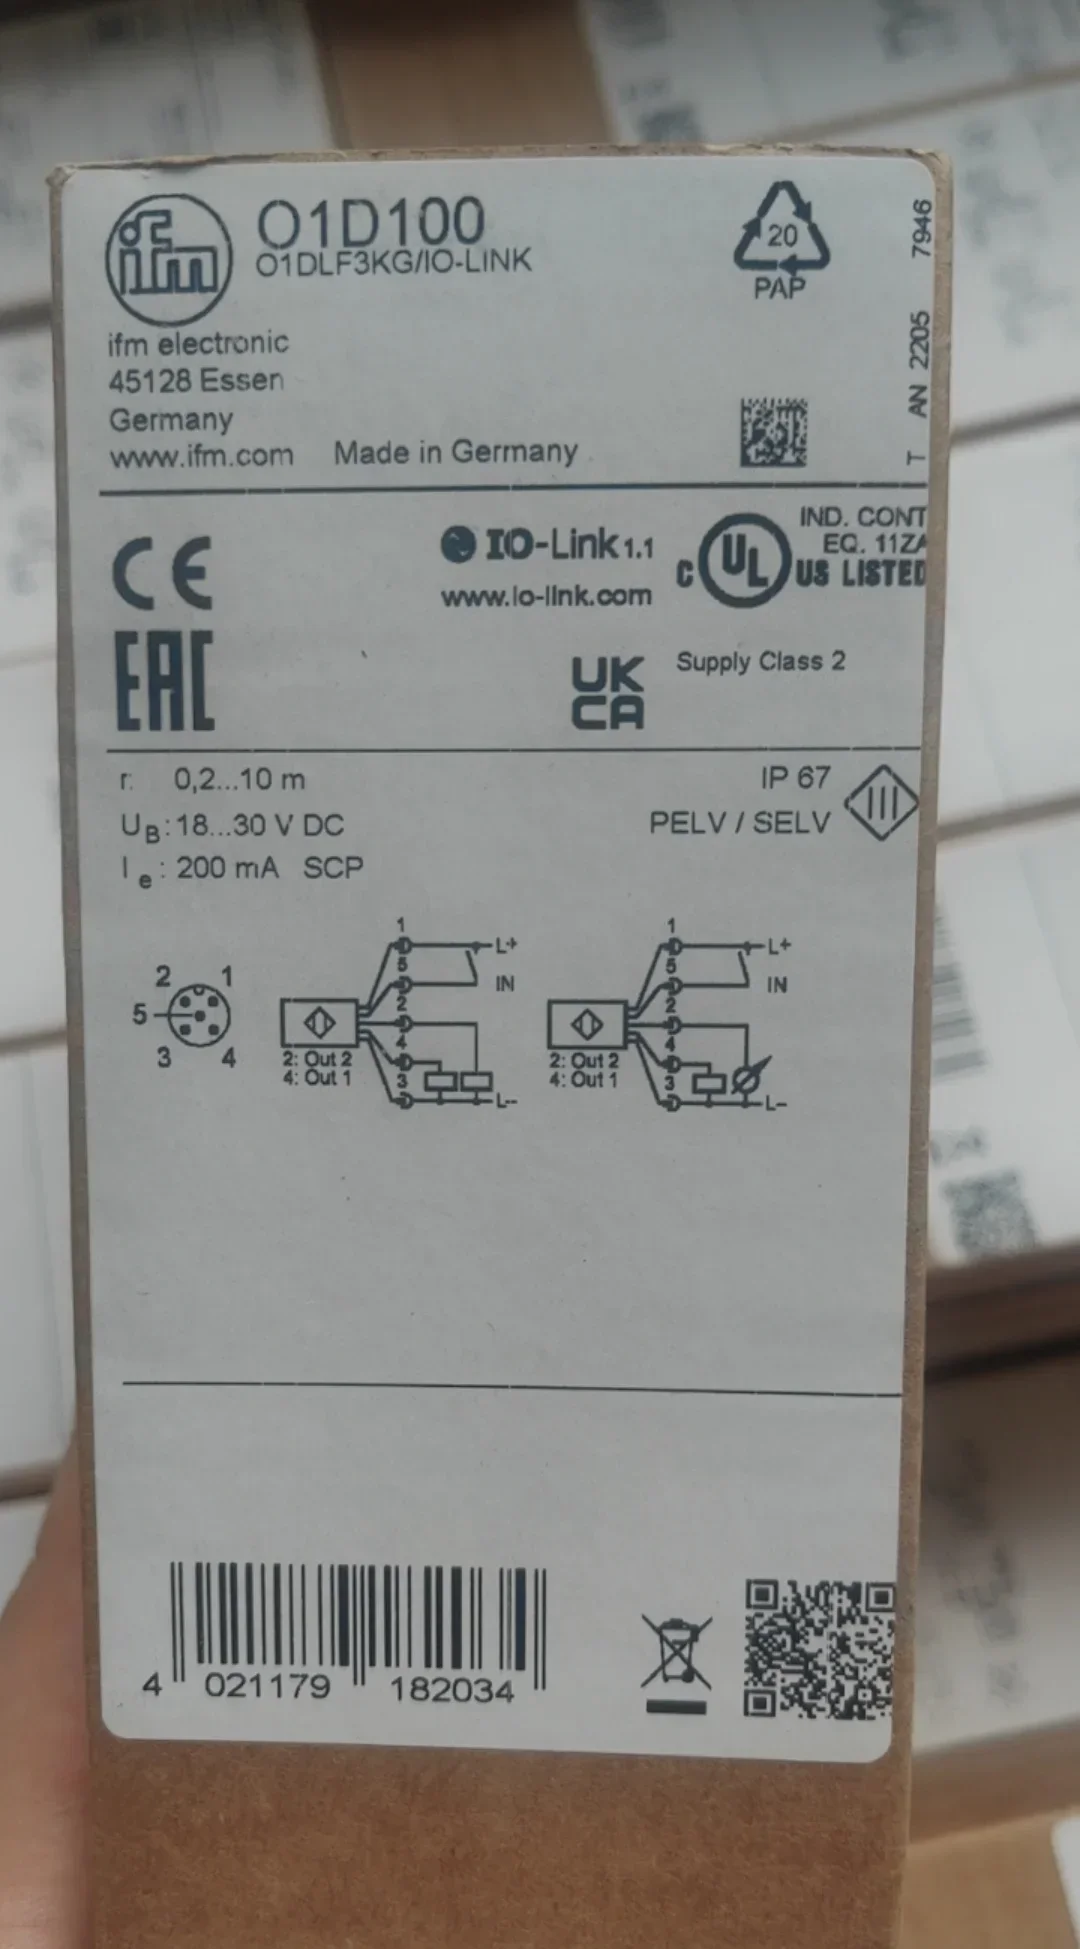 ifm
O1D100
O1DLF3KG/IO-LINK
20
PAP
T AN 2205 7946
ifm electronic
45128 Essen
Germany
www.ifm.com Made in Germany
CE
IO-Link 1.1
www.io-link.com
IND. CONT
EQ. 11ZA
C UL US LISTED
EAC
UK
CA
Supply Class 2
r: 0,2...10 m
UB: 18...30 V DC
Ie: 200 mA SCP
IP 67
PELV / SELV
III
2 1
5
3 4
1 L+
5 IN
2
4
3 L-
2: Out 2
4: Out 1
1 L+
5 IN
2
4
3 L-
2: Out 2
4: Out 1
4 021179 182034